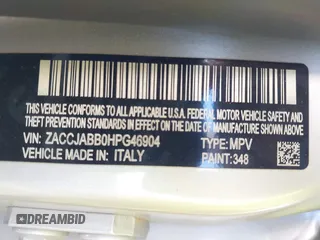 THIS VEHICLE CONFORMS TO ALL APPLICABLE U.S.A. FEDERAL MOTOR VEHICLE SAFETY AND
THEFT PREVENTION STANDARDS IN EFFECT ON THE DATE OF MANUFACTURE SHOWN ABOVE.
VIN: ZACCJABB0HPG46904 TYPE: MPV
VEHICLE MADE IN: ITALY PAINT: 348
DREAMBID